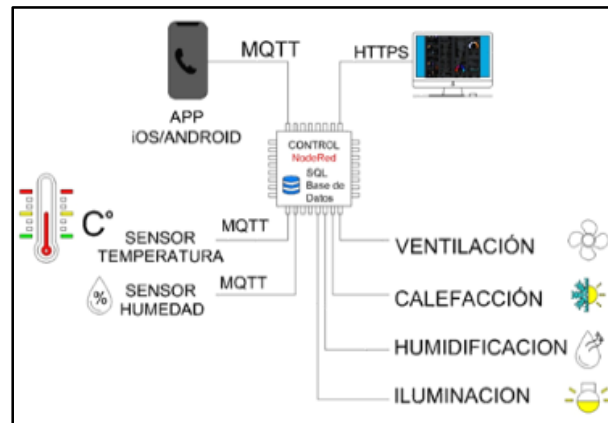 MQTT
HTTPS
APP
iOS/ANDROID
CONTROL
NodeRed
SQL
Base de
Datos
C°
MQTT
SENSOR
TEMPERATURA
MQTT
%
SENSOR
HUMEDAD
VENTILACIÓN
CALEFACCIÓN
HUMIDIFICACION
ILUMINACION